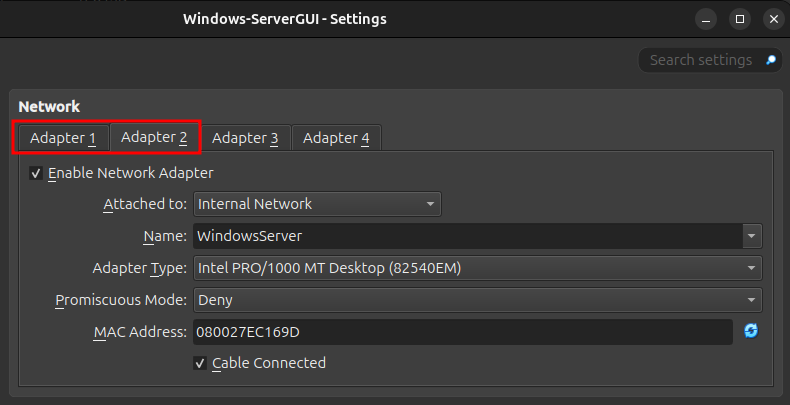 Windows-ServerGUI - Settings
Search settings
Network
Adapter 1 Adapter 2 Adapter 3 Adapter 4
Enable Network Adapter
Attached to: Internal Network
Name: WindowsServer
Adapter Type: Intel PRO/1000 MT Desktop (82540EM)
Promiscuous Mode: Deny
MAC Address: 080027EC169D
Cable Connected